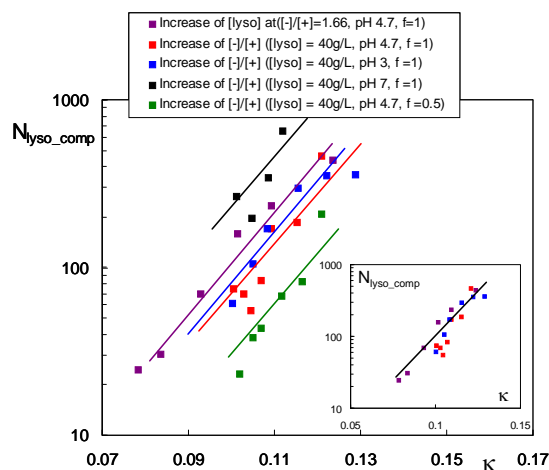 Increase of [lyso] at([-]/[+]=1.66, pH 4.7, f=1)
Increase of [-]/[+] ([lyso] = 40g/L, pH 4.7, f=1)
Increase of [-]/[+] ([lyso] = 40g/L, pH 3, f=1)
Increase of [-]/[+] ([lyso] = 40g/L, pH 7, f=1)
Increase of [-]/[+] ([lyso] = 40g/L, pH 4.7, f=0.5)
1000
N_lyso_comp
100
10
0.07 0.09 0.11 0.13 0.15 κ 0.17
1000
N_lyso_comp
100
10
0.05 0.1 κ 0.15